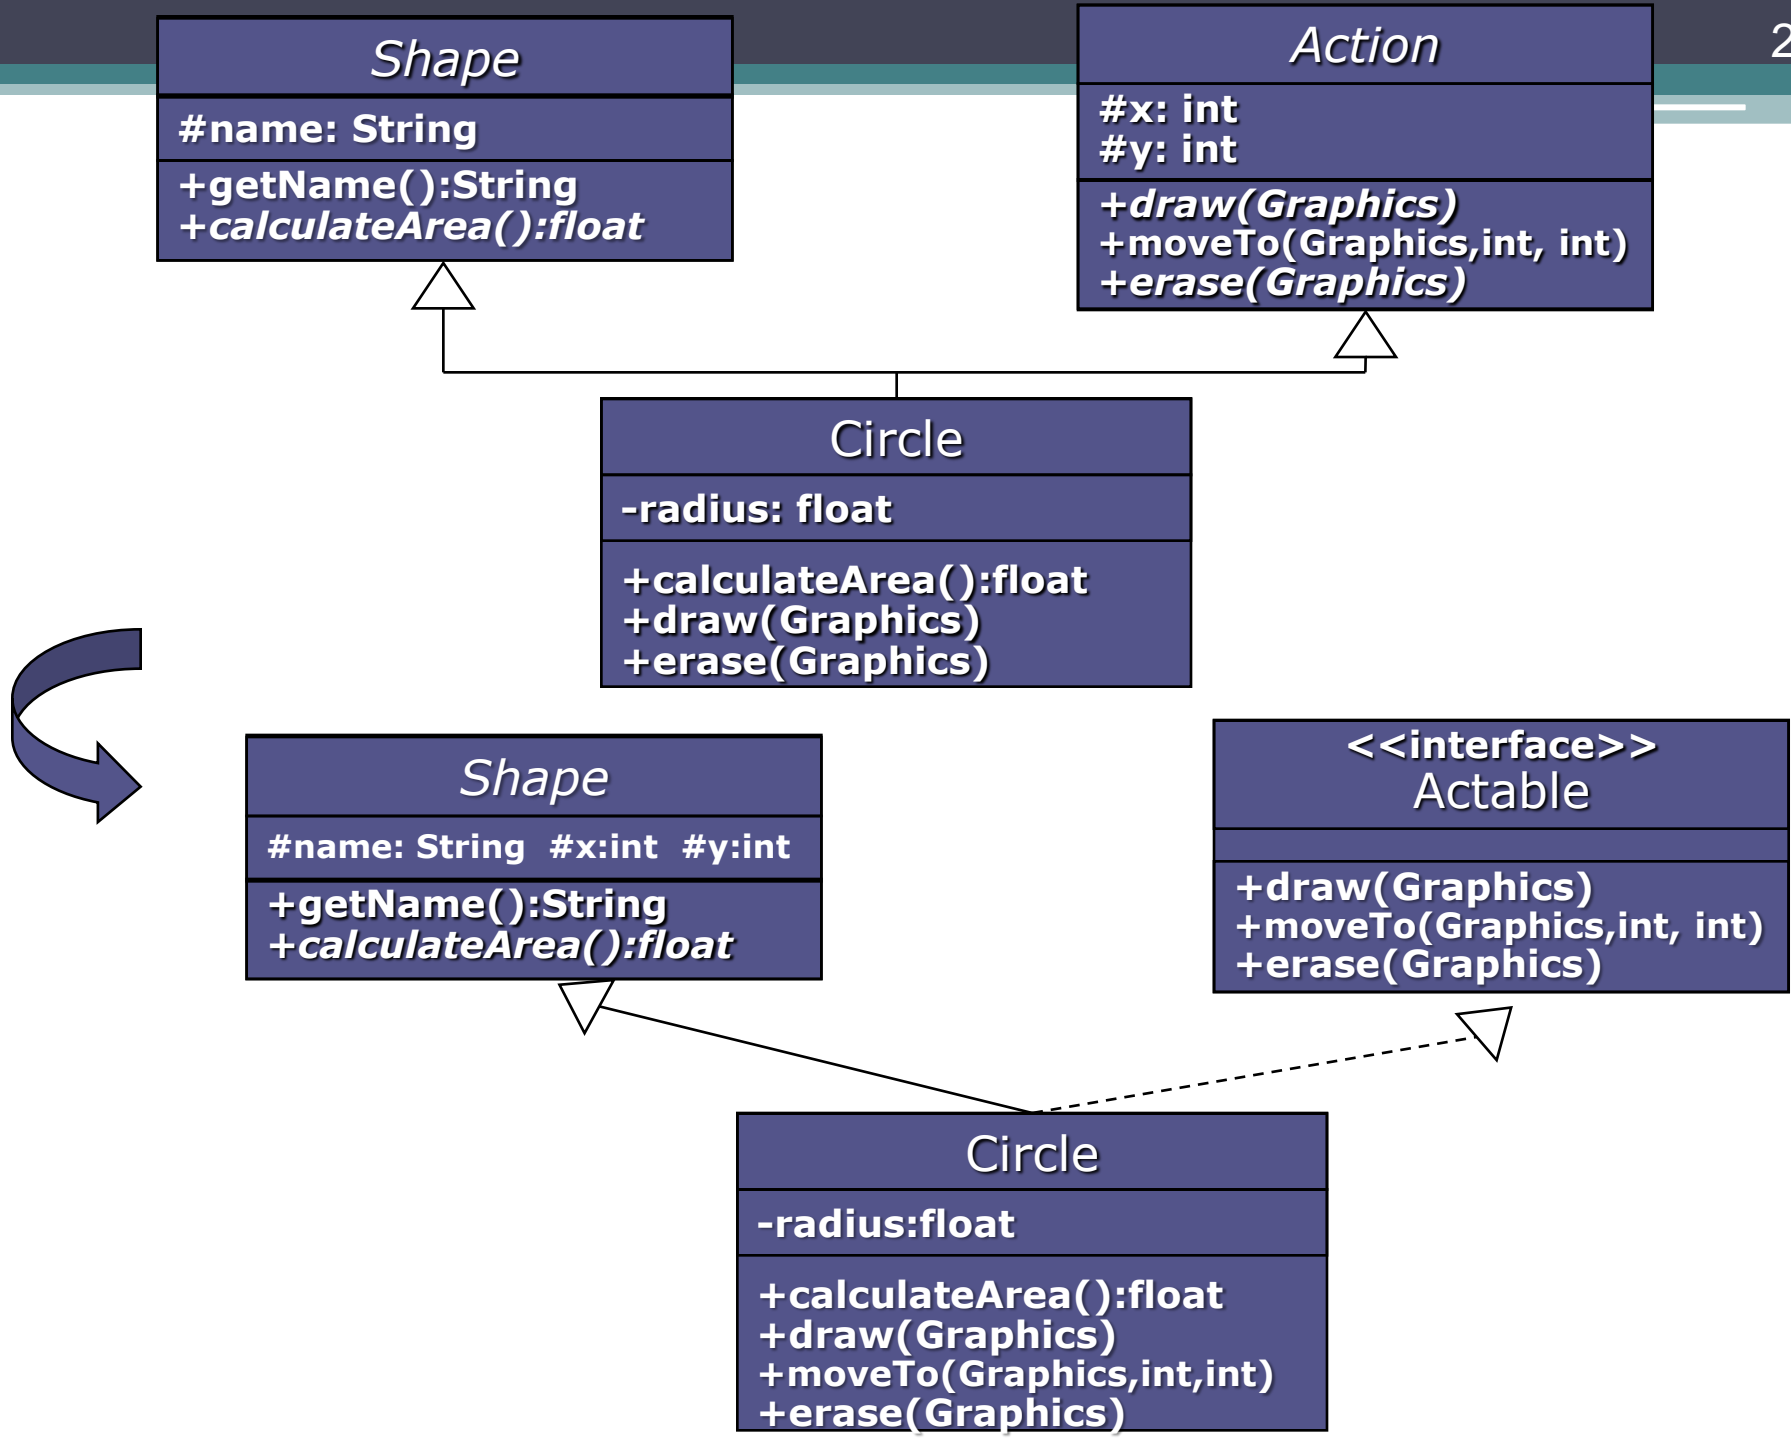 2
Shape
#name: String
+getName():String
+calculateArea():float
Action
#x: int
#y: int
+draw(Graphics)
+moveTo(Graphics,int, int)
+erase(Graphics)
Circle
-radius: float
+calculateArea():float
+draw(Graphics)
+erase(Graphics)
Shape
#name: String #x:int #y:int
+getName():String
+calculateArea():float
<<interface>>
Actable
+draw(Graphics)
+moveTo(Graphics,int, int)
+erase(Graphics)
Circle
-radius:float
+calculateArea():float
+draw(Graphics)
+moveTo(Graphics,int,int)
+erase(Graphics)